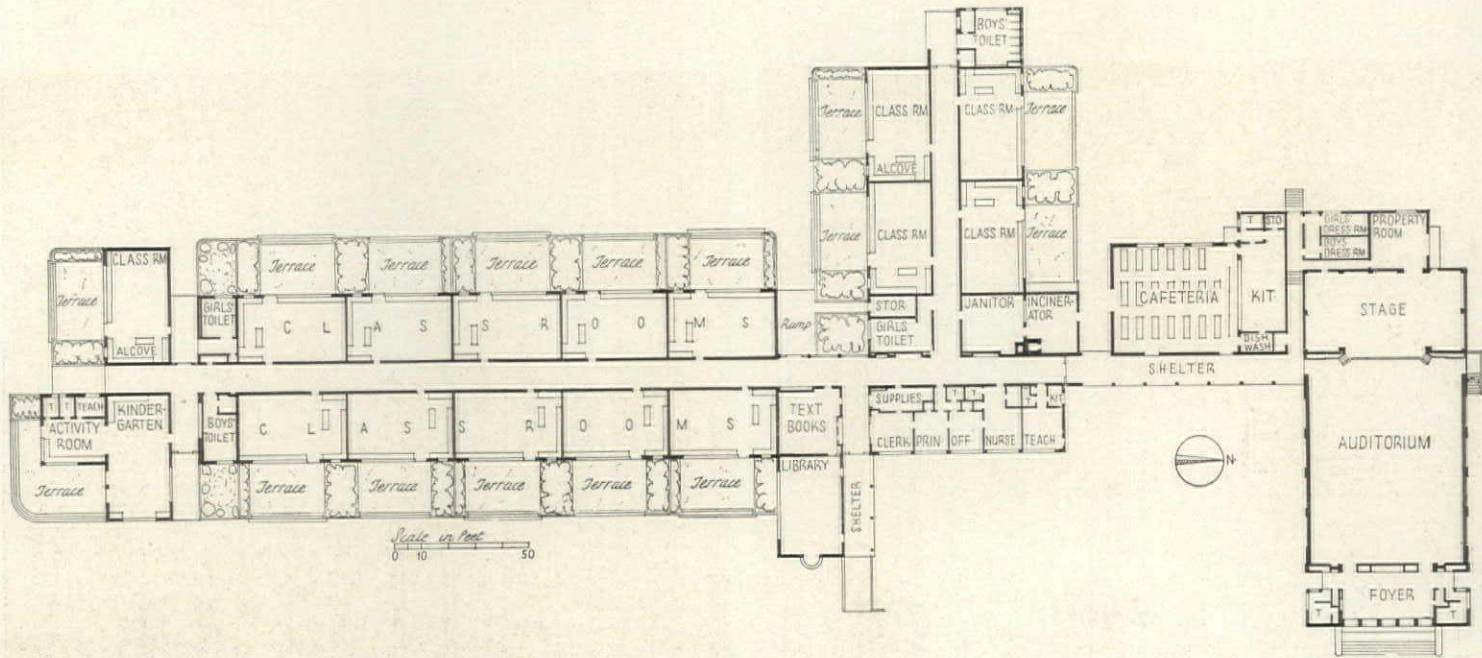 BOYS'
TOILET
Terrace
CLASS RM
CLASS RM
Terrace
ALCOVE
Terrace
CLASS RM
CLASS RM
Terrace
T
STO.
GIRLS'
DRESS RM
BOYS
DRESS RM
PROPERTY
ROOM
CLASS RM
Terrace
ALCOVE
GIRLS'
TOILET
Terrace
Terrace
Terrace
Terrace
Terrace
C L A S S R O O M S
Ramp
STOR.
GIRLS
TOILET
JANITOR
INCINER-
ATOR
CAFETERIA
KIT.
DISH
WASH
STAGE
SHELTER
T
T
TEACH
ACTIVITY
ROOM
KINDER-
GARTEN
Terrace
BOYS'
TOILET
C L A S S R O O M S
Terrace
Terrace
Terrace
Terrace
Terrace
TEXT
BOOKS
LIBRARY
SHELTER
SUPPLIES
T
T
T
KIT.
CLERK
PRIN.
OFF
NURSE
TEACH
N.
AUDITORIUM
FOYER
T
T
Scale in Feet
0 10 50